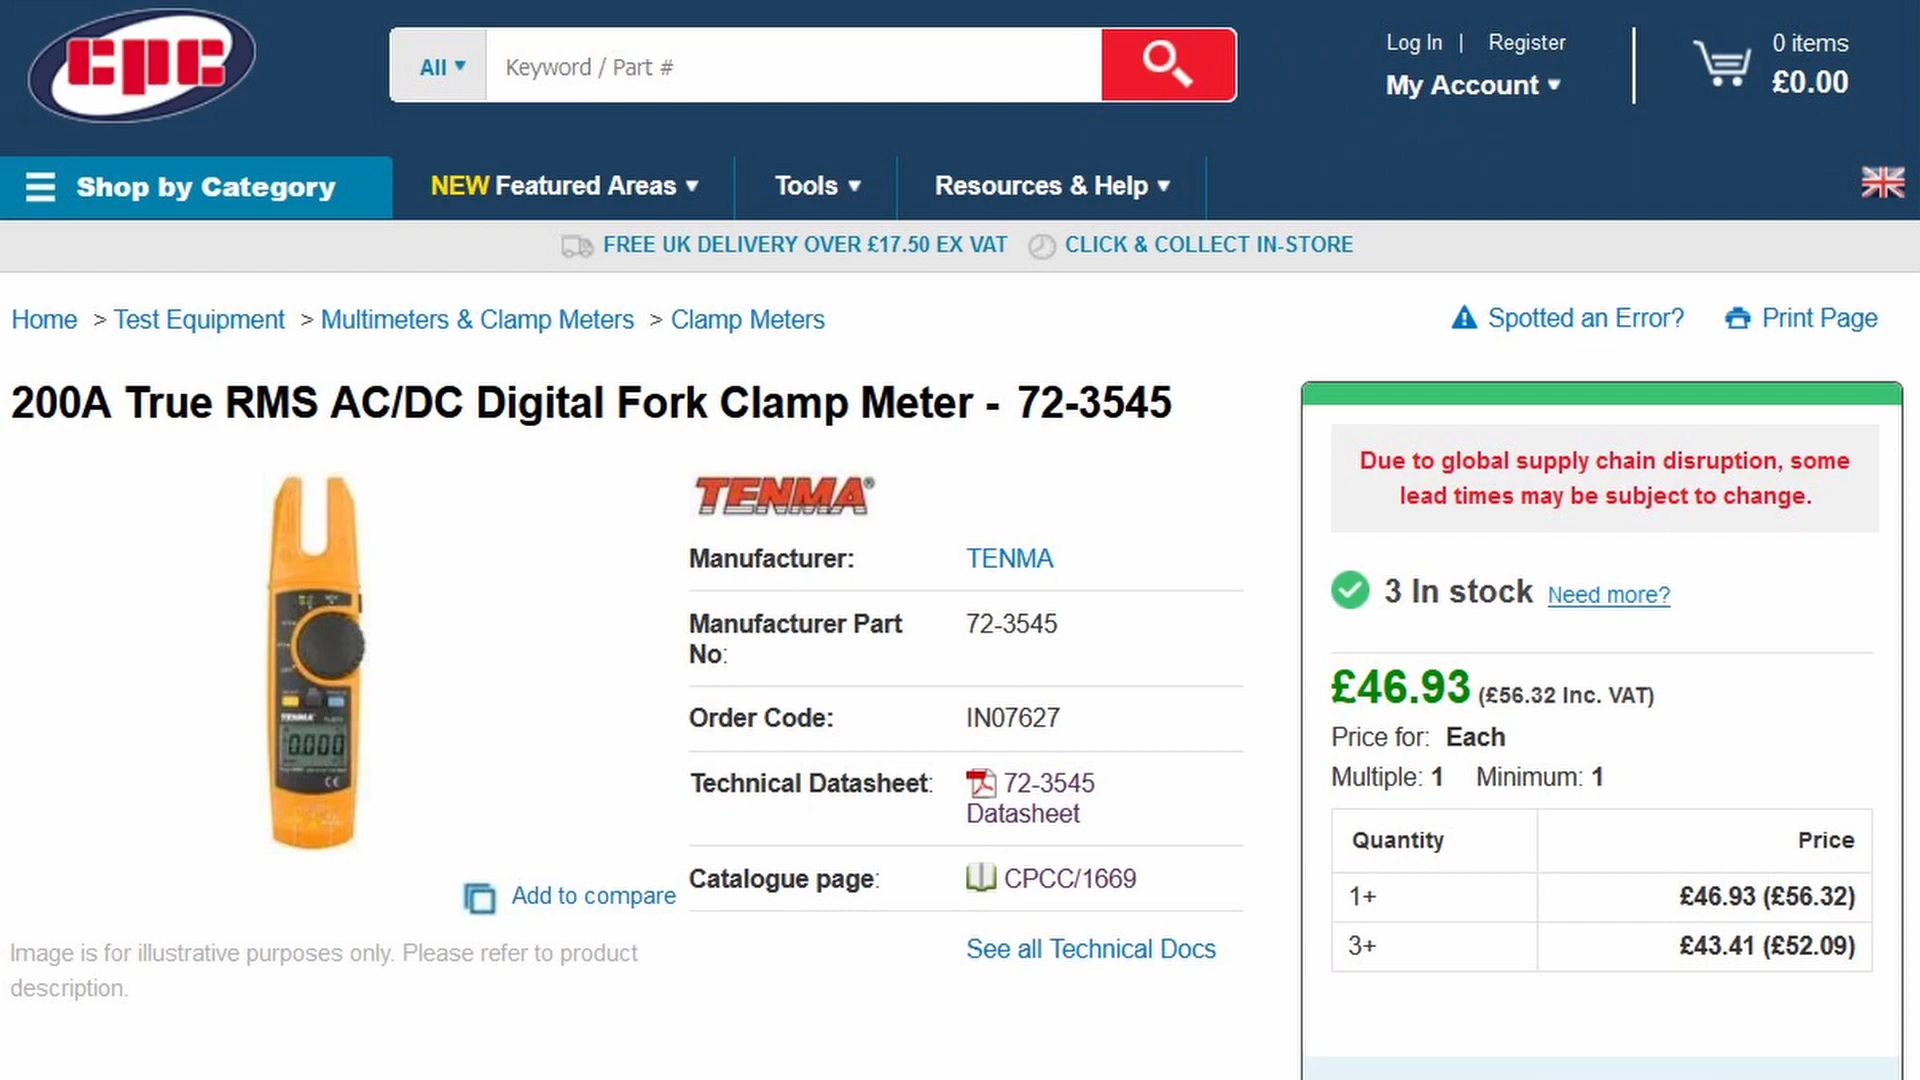 CPC
All
Keyword / Part #
Log In | Register
My Account
0 items
£0.00
Shop by Category
NEW Featured Areas
Tools
Resources & Help
FREE UK DELIVERY OVER £17.50 EX VAT
CLICK & COLLECT IN-STORE
Home > Test Equipment > Multimeters & Clamp Meters > Clamp Meters
Spotted an Error?
Print Page
200A True RMS AC/DC Digital Fork Clamp Meter - 72-3545
TENMA
0.000
CE
Add to compare
Image is for illustrative purposes only. Please refer to product
description.
TENMA®
Manufacturer: TENMA
Manufacturer Part 72-3545
No:
Order Code: IN07627
Technical Datasheet: 72-3545
Datasheet
Catalogue page: CPCC/1669
See all Technical Docs
Due to global supply chain disruption, some
lead times may be subject to change.
3 In stock Need more?
£46.93 (£56.32 Inc. VAT)
Price for: Each
Multiple: 1 Minimum: 1
Quantity Price
1+ £46.93 (£56.32)
3+ £43.41 (£52.09)